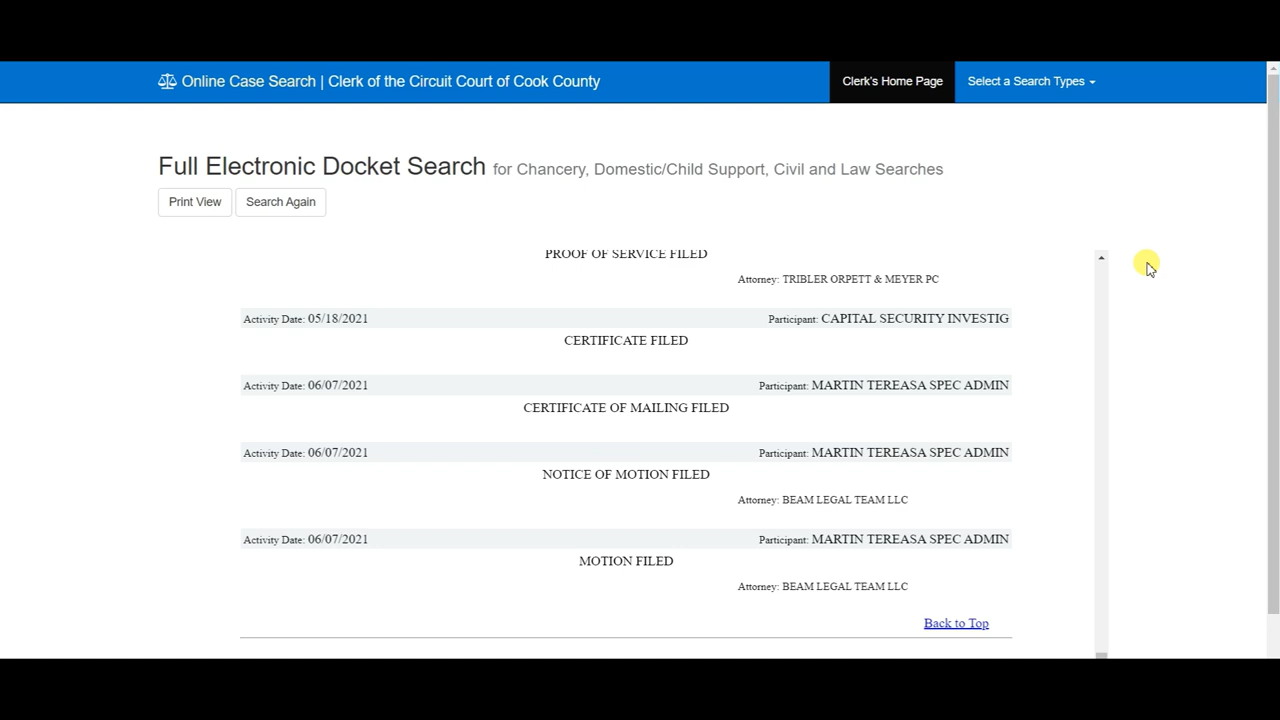 Online Case Search | Clerk of the Circuit Court of Cook County
Clerk's Home Page
Select a Search Types
Full Electronic Docket Search for Chancery, Domestic/Child Support, Civil and Law Searches
Print View
Search Again
PROOF OF SERVICE FILED
Attorney: TRIBLER ORPETT & MEYER PC
Activity Date: 05/18/2021 Participant: CAPITAL SECURITY INVESTIG
CERTIFICATE FILED
Activity Date: 06/07/2021 Participant: MARTIN TEREASA SPEC ADMIN
CERTIFICATE OF MAILING FILED
Activity Date: 06/07/2021 Participant: MARTIN TEREASA SPEC ADMIN
NOTICE OF MOTION FILED
Attorney: BEAM LEGAL TEAM LLC
Activity Date: 06/07/2021 Participant: MARTIN TEREASA SPEC ADMIN
MOTION FILED
Attorney: BEAM LEGAL TEAM LLC
Back to Top